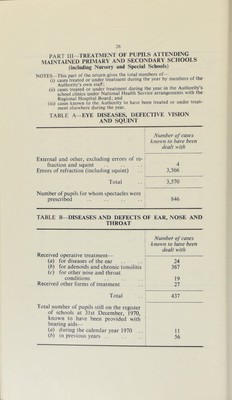 28
PART III—TREATMENT OF PUPILS ATTENDING
MAINTAINED PRIMARY AND SECONDARY SCHOOLS
(including Nursery and Special Schools)
NOTES—This part of the return gives the total numbers of—
(i) cases treated or under treatment during the year by members of the
Authority's own staff;
(ii) cases treated or under treatment during the year in the Authority's
school clinics under National Health Service arrangements with the
Regional Hospital Board; and
(iii) cases known to the Authority to have been treated or under treat-
ment elsewhere during the year.
TABLE A—EYE DISEASES, DEFECTIVE VISION
AND SQUINT
Number of cases
known to have been
dealt with
External and other, excluding errors of re-
fraction and squint 4
Errors of refraction (including squint) 3,566
Total 3,570
Number of pupils for whom spectacles were
prescribed 846
TABLE B—DISEASES AND DEFECTS OF EAR, NOSE AND
THROAT
Number of cases
known to have been
dealt with
Received operative treatment—
(a) for diseases of the ear 24
(b) for adenoids and chronic tonsilitis 367
(c) for other nose and throat
conditions 19
Received other forms of treatment 27
Total 437
Total number of pupils still on the register
of schools at 31st December, 1970,
known to have been provided with
hearing aids—
(a) during the calendar year 1970 11
(b) in previous years 56